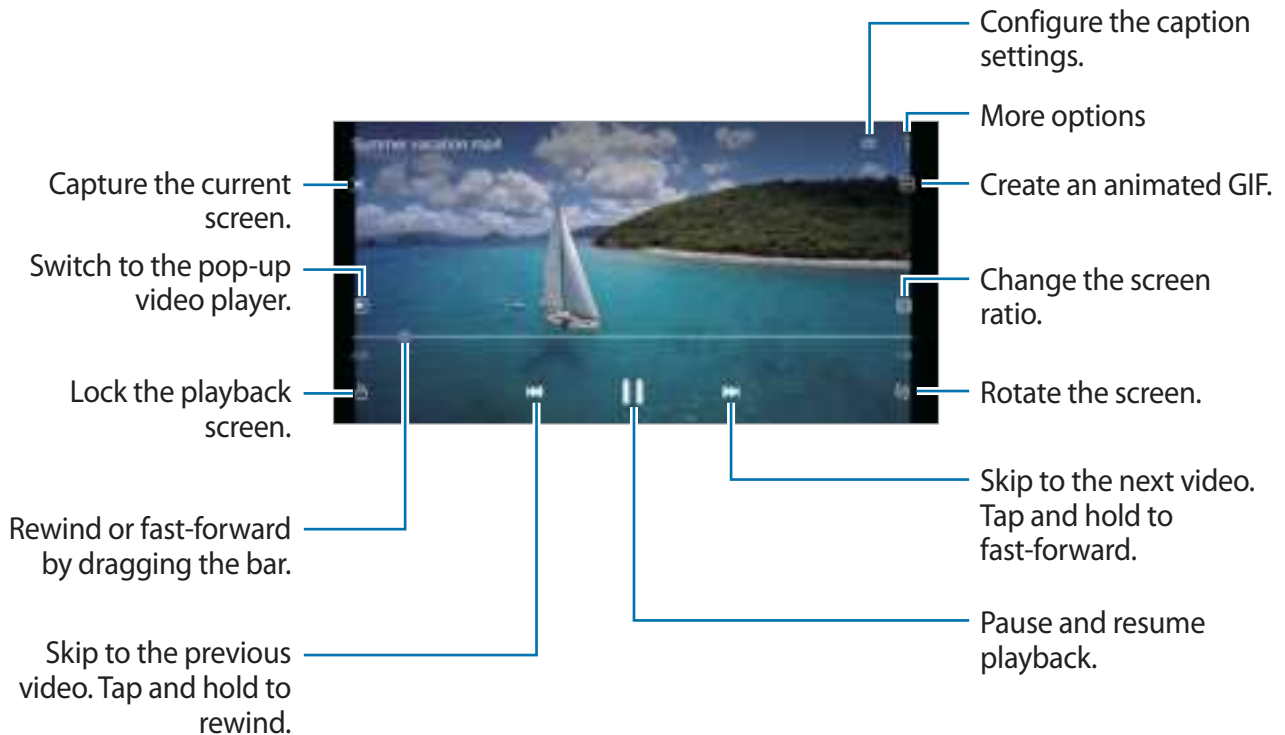 Configure the caption
settings.
More options
Summer vacation.mp4
Capture the current
screen.
Create an animated GIF.
Switch to the pop-up
video player.
Change the screen
ratio.
Lock the playback
screen.
Rotate the screen.
Skip to the next video.
Tap and hold to
fast-forward.
Rewind or fast-forward
by dragging the bar.
Pause and resume
playback.
Skip to the previous
video. Tap and hold to
rewind.